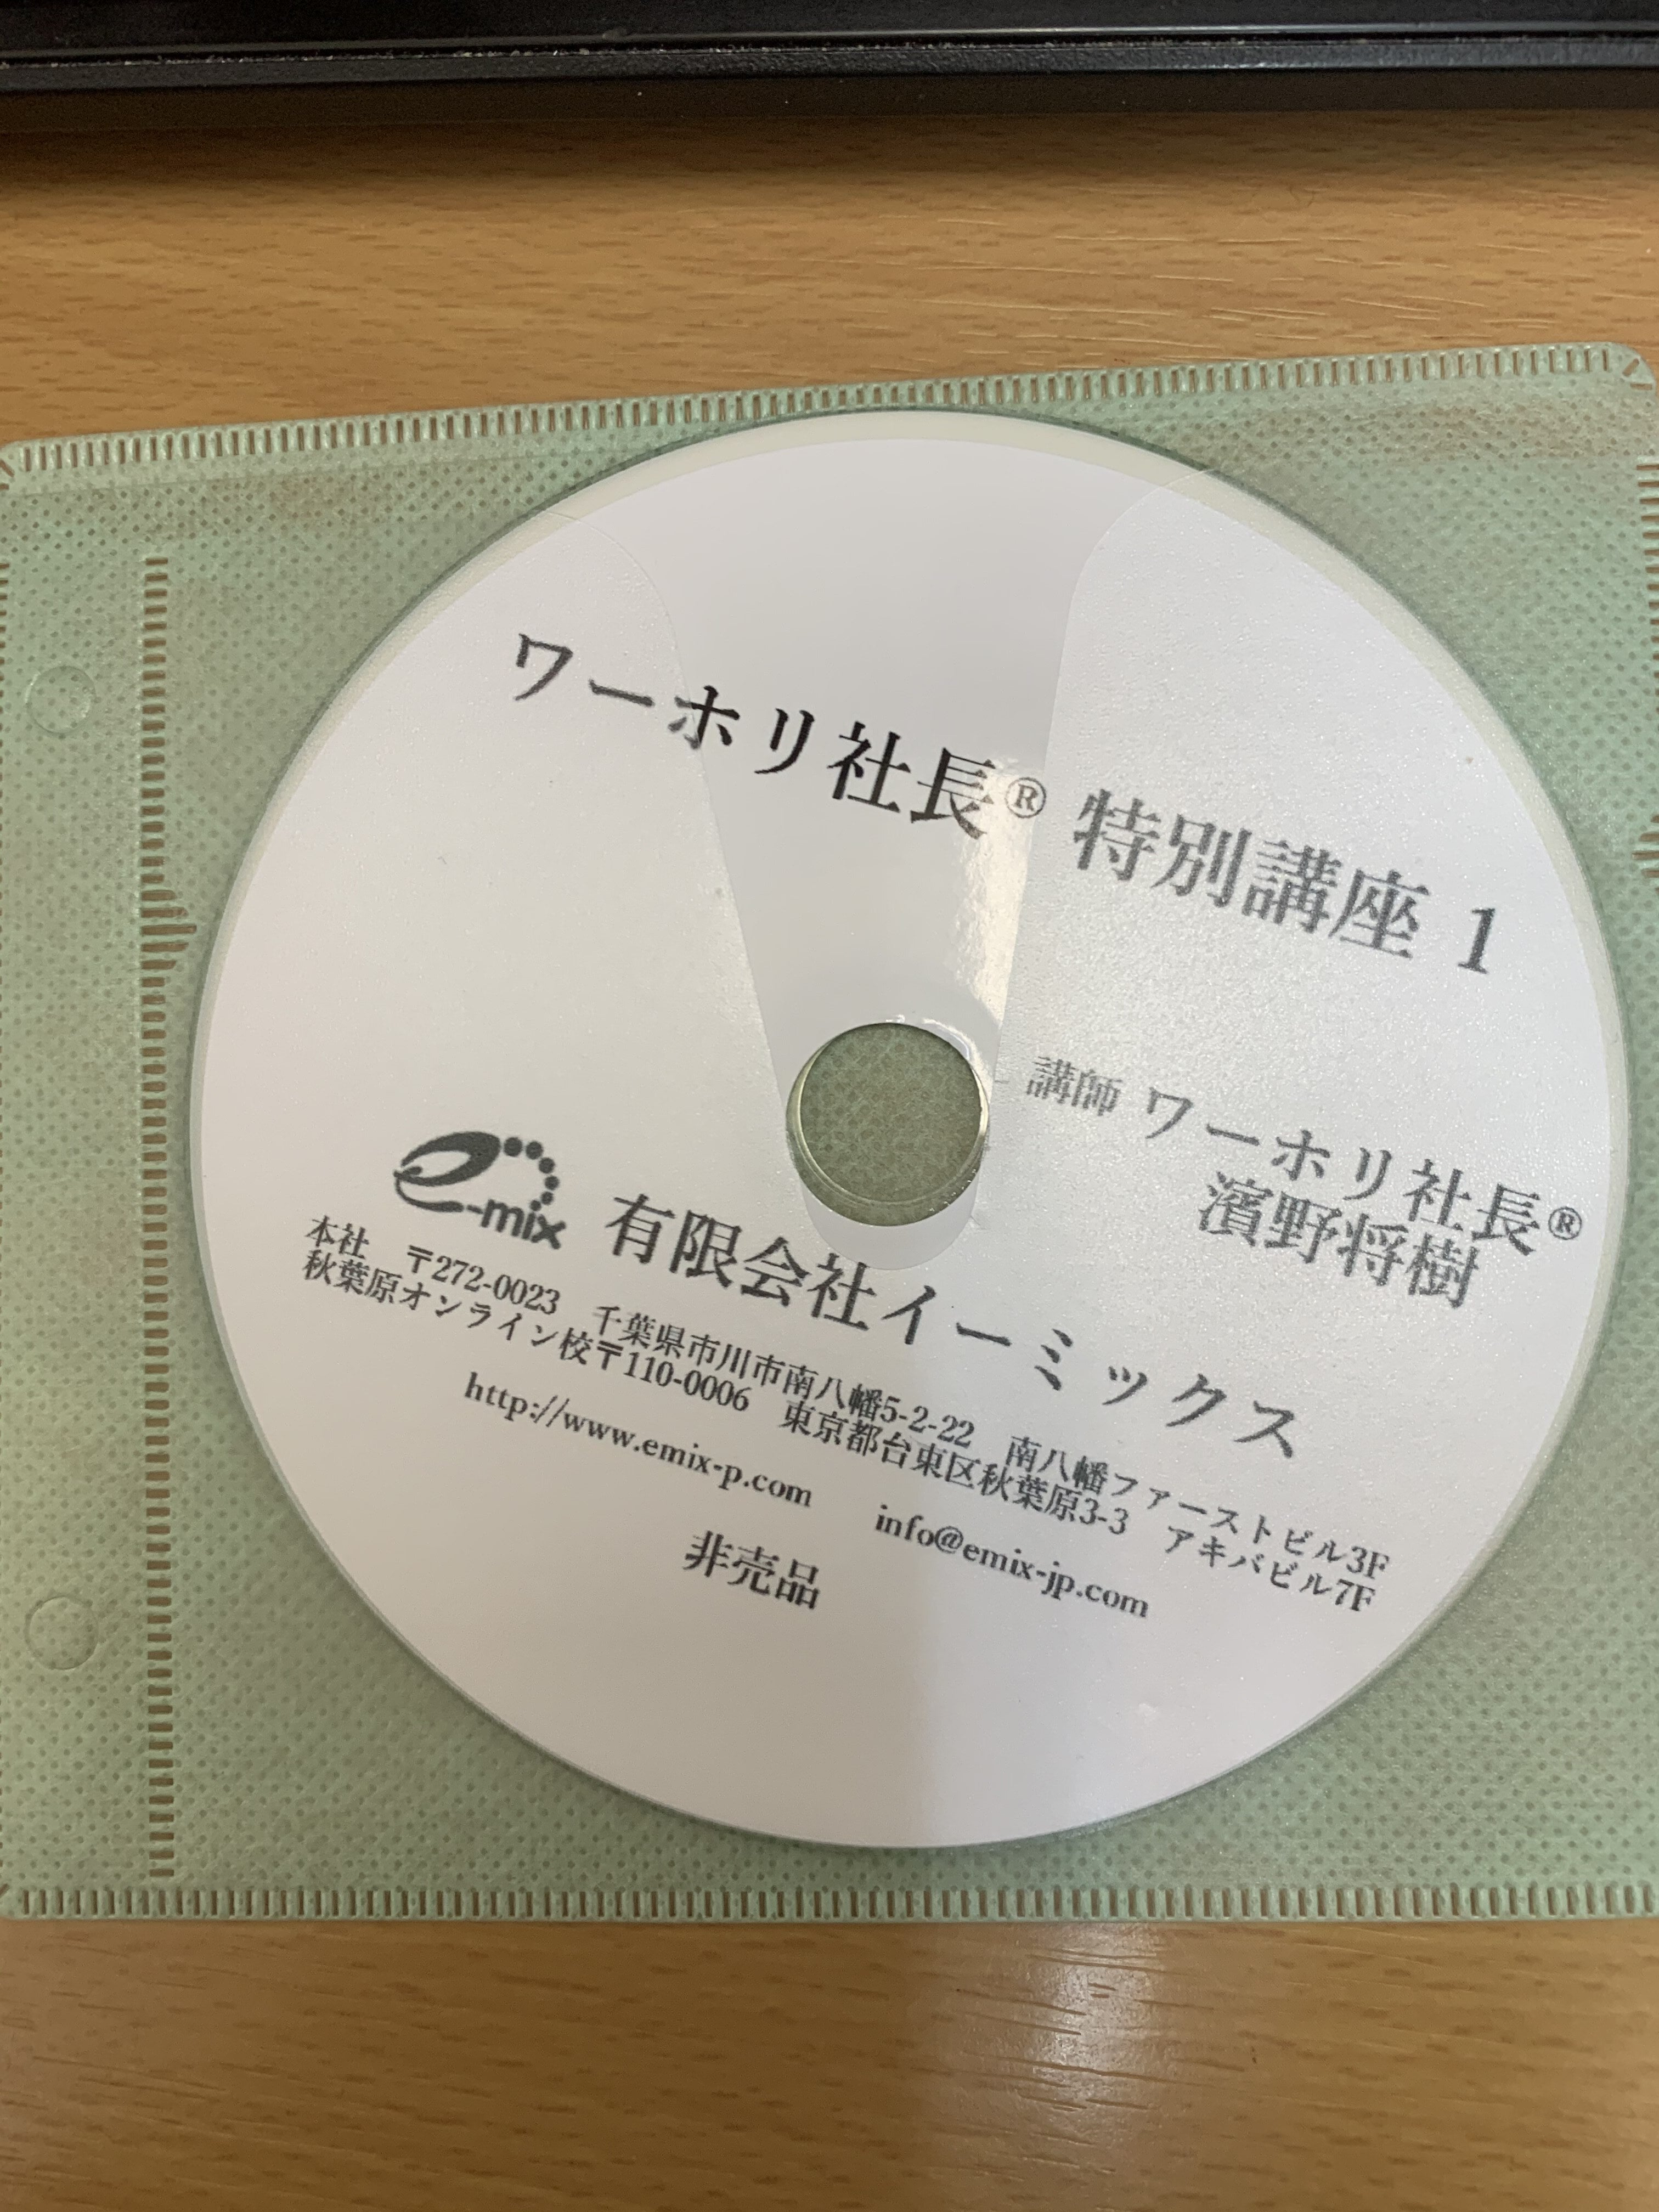 ワーホリ社長® 特別講座 1
講師 ワーホリ社長®
濱野将樹
e-mix 有限会社イーミックス
本社 〒272-0023 千葉県市川市南八幡5-2-22 南八幡ファーストビル3F
秋葉原オンライン校〒110-0006 東京都台東区秋葉原3-3 アキバビル7F
http://www.emix-p.com info@emix-jp.com
非売品